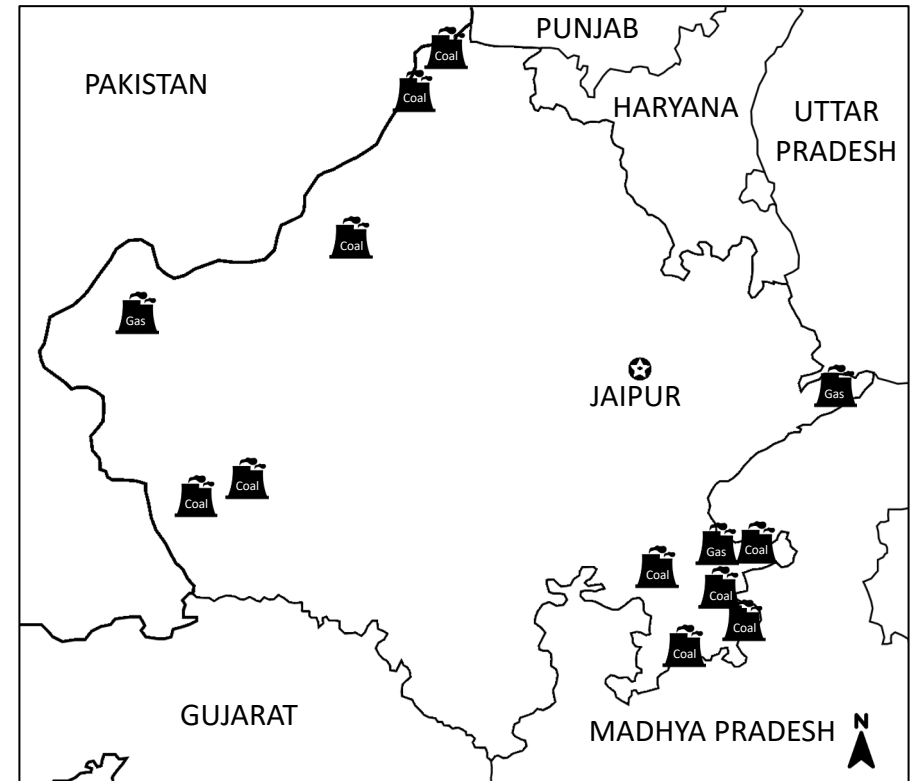 PUNJAB
Coal
PAKISTAN
Coal
HARYANA
UTTAR
PRADESH
Coal
Gas
JAIPUR
Gas
Coal
Coal
Gas
Coal
Coal
Coal
Coal
Coal
GUJARAT
MADHYA PRADESH
N